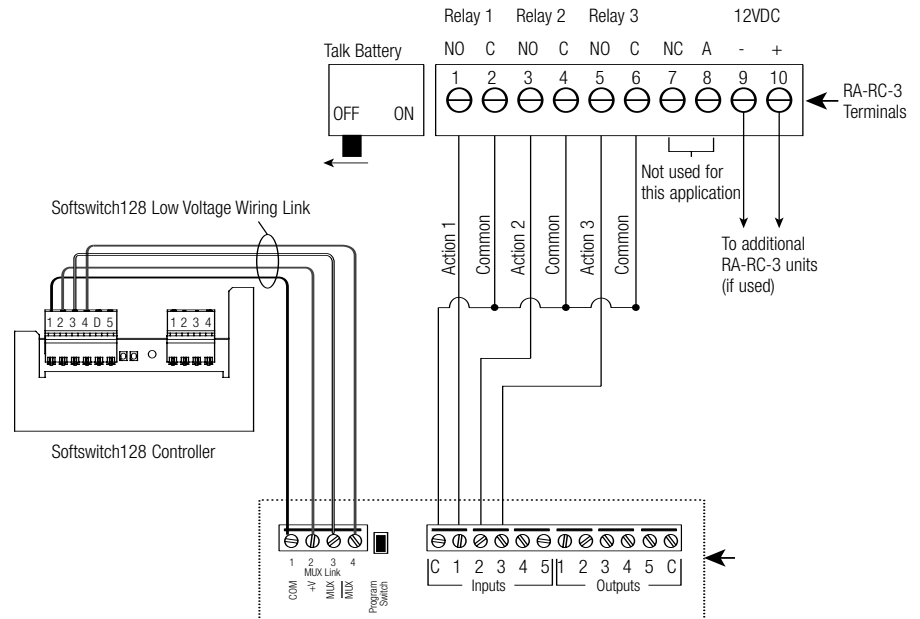 Relay 1 Relay 2 Relay 3 12VDC
Talk Battery
NO C NO C NO C NC A - +
1 2 3 4 5 6 7 8 9 10
OFF ON
RA-RC-3
Terminals
Not used for
this application
Action 1
Common
Action 2
Common
Action 3
Common
To additional
RA-RC-3 units
(if used)
Softswitch128 Low Voltage Wiring Link
1 2 3 4 D 5
1 2 3 4
Softswitch128 Controller
1 2 3 4
MUX Link
COM
+V
MUX
MUX
Program
Switch
C 1 2 3 4 5 1 2 3 4 5 C
Inputs Outputs